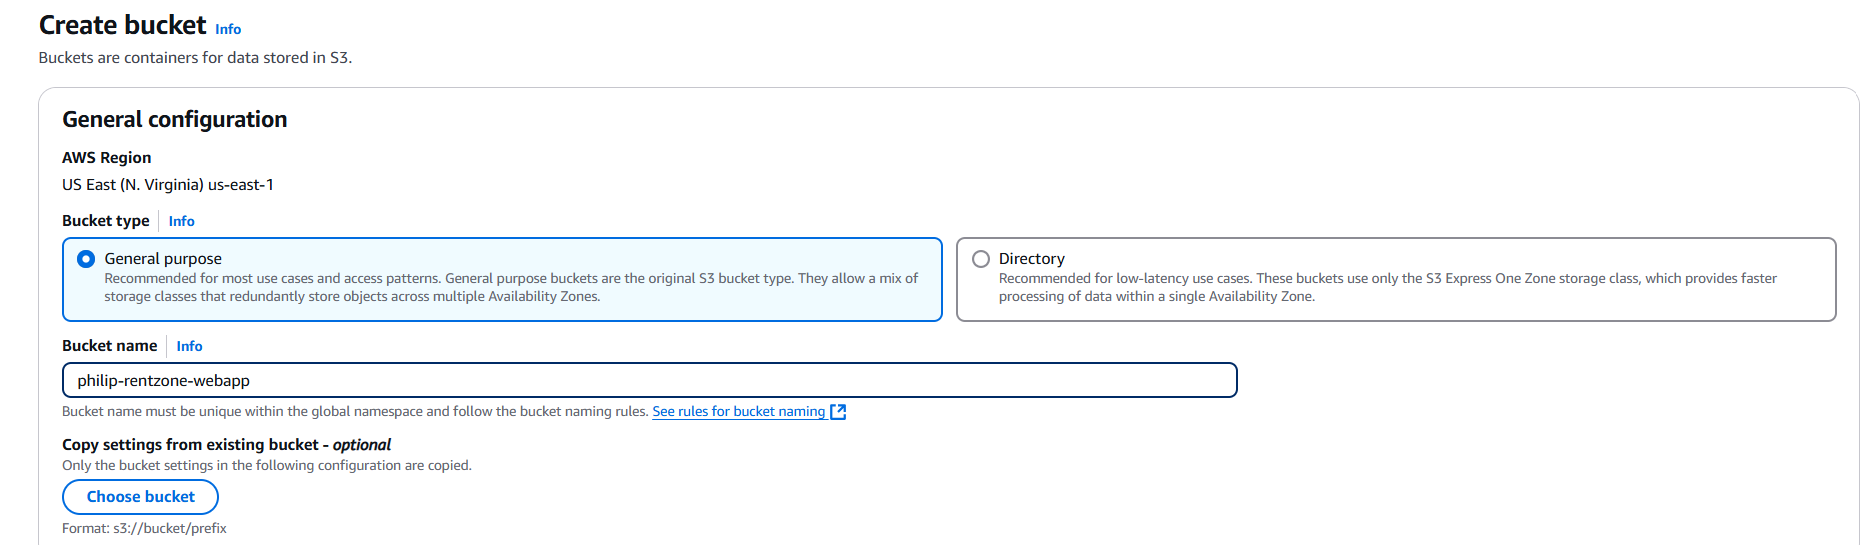 Create bucket Info
Buckets are containers for data stored in S3.
General configuration
AWS Region
US East (N. Virginia) us-east-1
Bucket type Info
General purpose
Recommended for most use cases and access patterns. General purpose buckets are the original S3 bucket type. They allow a mix of
storage classes that redundantly store objects across multiple Availability Zones.
Directory
Recommended for low-latency use cases. These buckets use only the S3 Express One Zone storage class, which provides faster
processing of data within a single Availability Zone.
Bucket name Info
philip-rentzone-webapp
Bucket name must be unique within the global namespace and follow the bucket naming rules. See rules for bucket naming
Copy settings from existing bucket - optional
Only the bucket settings in the following configuration are copied.
Choose bucket
Format: s3://bucket/prefix